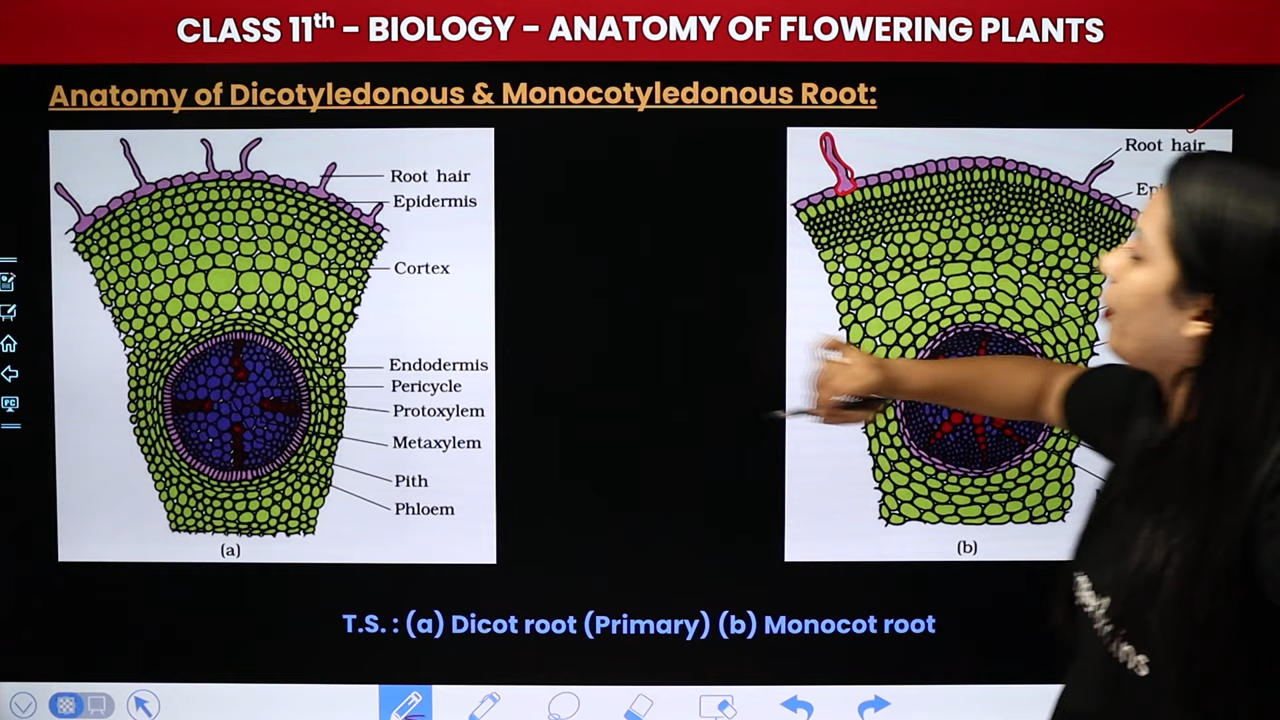 CLASS 11th – BIOLOGY – ANATOMY OF FLOWERING PLANTS
Anatomy of Dicotyledonous & Monocotyledonous Root:
Root hair
Epidermis
Cortex
Endodermis
Pericycle
Protoxylem
Metaxylem
Pith
Phloem
(a)
Root hair
(b)
T.S. : (a) Dicot root (Primary) (b) Monocot root
PC